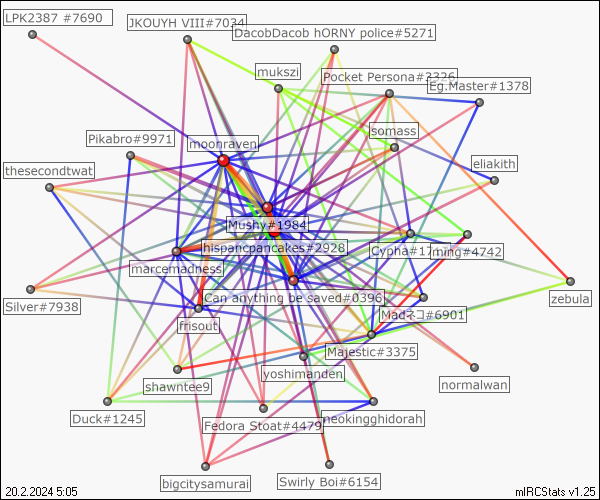 LPK2387 #7690
JKOUYH VIII#7034
DacobDacob hORNY police#5271
mukszi
Pocket Persona#3326
Eg.Master#1378
somass
Pikabro#9971
moonraven
thesecondtwat
eliakith
Mushy#1984
hispanicpancakes#2928
Cypha#17
ming#4742
marcemadness
Can anything be saved#0396
Silver#7938
frisout
Madネコ#6901
zebula
Majestic#3375
yoshimanden
shawntee9
normalwan
Duck#1245
Fedora Stoat#4479
neokingghidorah
bigcitysamurai
Swirly Boi#6154
20.2.2024 5:05
mIRCStats v1.25